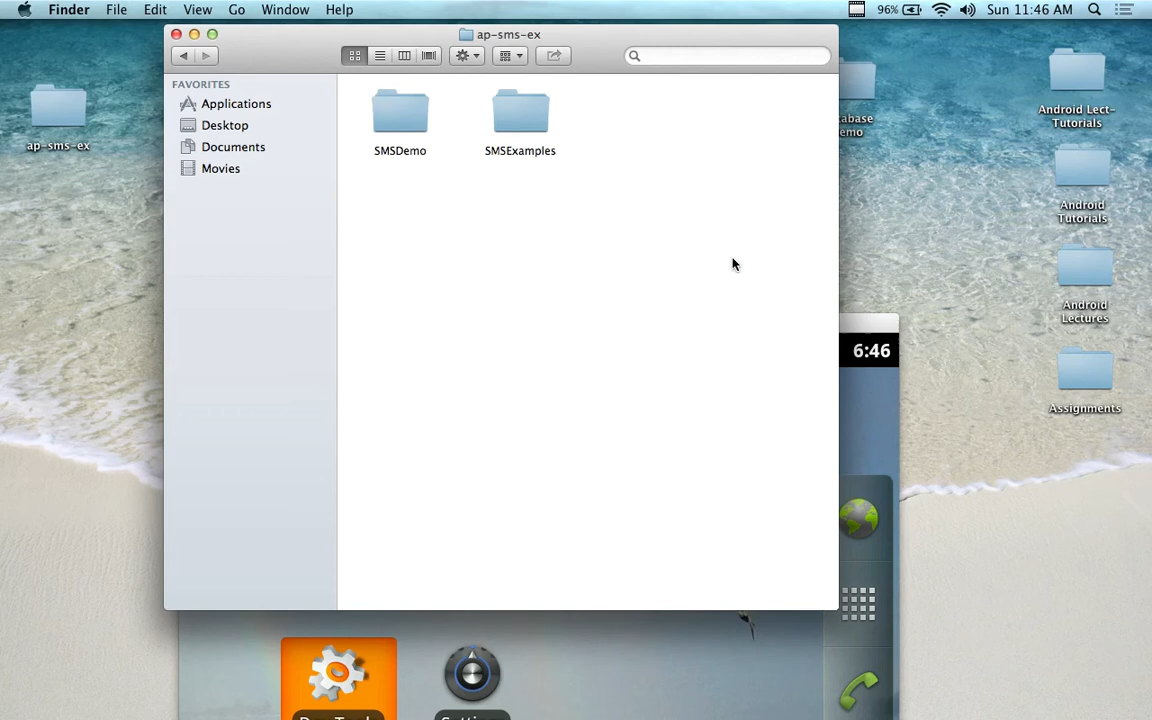 Finder File Edit View Go Window Help 96% Sun 11:46 AM
ap-sms-ex
FAVORITES
Applications
Desktop
Documents
Movies
SMSDemo
SMSExamples
ap-sms-ex
Android Lect-
Tutorials
Android
Tutorials
Android
Lectures
Assignments
6:46